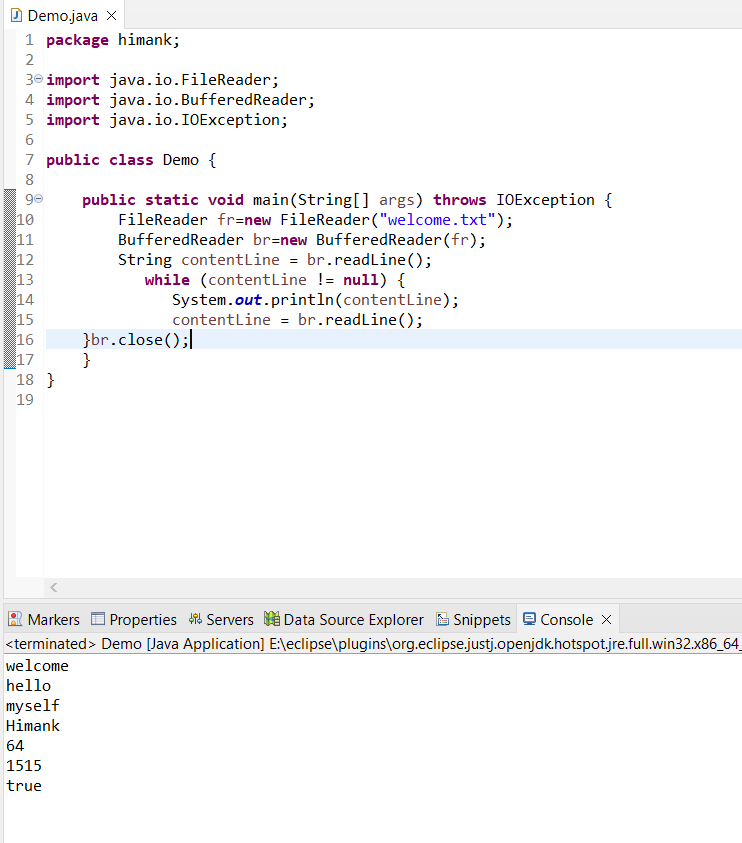 Demo.java
1 package himank;
2
3 import java.io.FileReader;
4 import java.io.BufferedReader;
5 import java.io.IOException;
6
7 public class Demo {
8
9     public static void main(String[] args) throws IOException {
10         FileReader fr=new FileReader("welcome.txt");
11         BufferedReader br=new BufferedReader(fr);
12         String contentLine = br.readLine();
13            while (contentLine != null) {
14               System.out.println(contentLine);
15               contentLine = br.readLine();
16     }br.close();
17     }
18 }
19
Markers Properties Servers Data Source Explorer Snippets Console
<terminated> Demo [Java Application] E:\eclipse\plugins\org.eclipse.justj.openjdk.hotspot.jre.full.win32.x86_64_
welcome
hello
myself
Himank
64
1515
true